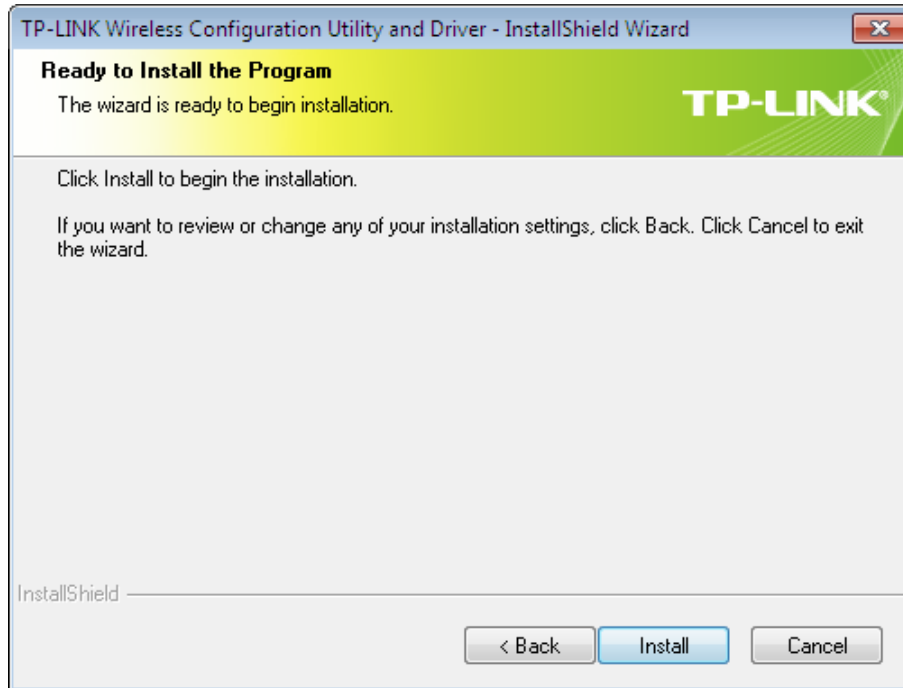 TP-LINK Wireless Configuration Utility and Driver - InstallShield Wizard
Ready to Install the Program
The wizard is ready to begin installation.
TP-LINK®
Click Install to begin the installation.
If you want to review or change any of your installation settings, click Back. Click Cancel to exit
the wizard.
InstallShield
< Back
Install
Cancel